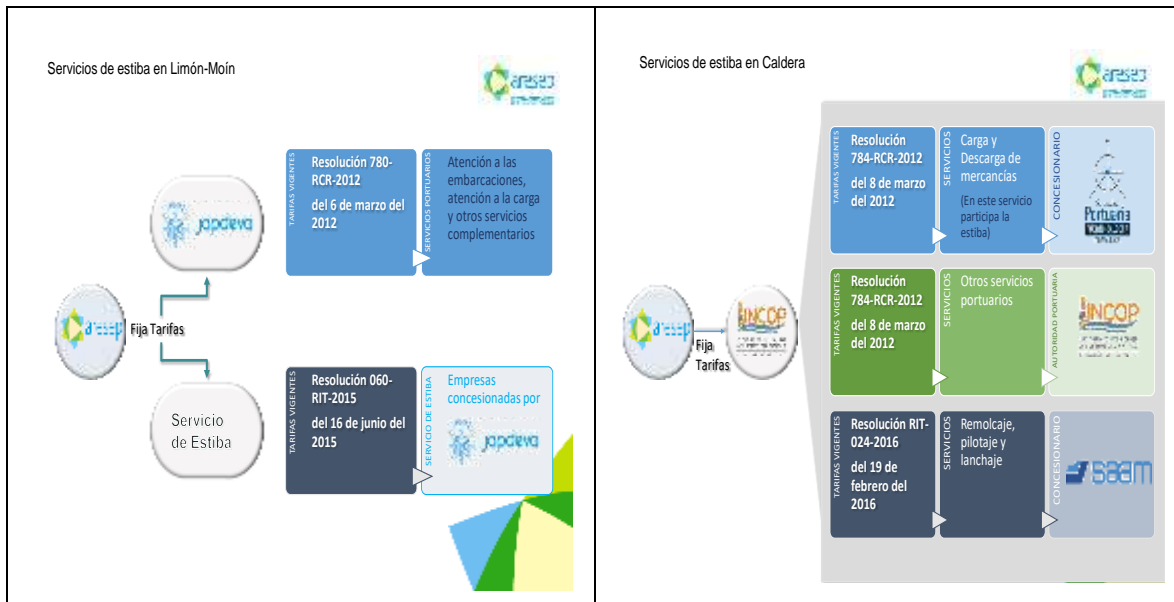 Servicios de estiba en Limón-Moín
aresep
TARIFAS VIGENTES
Resolución 780-
RCR-2012
del 6 de marzo del
2012
SERVICIOS PORTUARIOS
Atención a las
embarcaciones,
atención a la carga
y otros servicios
complementarios
japdeva
aresep
Fija Tarifas
Servicio
de Estiba
TARIFAS VIGENTES
Resolución 060-
RIT-2015
del 16 de junio del
2015
SERVICIO DE ESTIBA
Empresas
concesionadas por
japdeva
Servicios de estiba en Caldera
aresep
TARIFAS VIGENTES
Resolución
784-RCR-2012
del 8 de marzo
del 2012
SERVICIOS
Carga y
Descarga de
mercancías
(En este servicio
participa la
estiba)
CONCESIONARIO
Portuaria
aresep
Fija
Tarifas
INCOP
TARIFAS VIGENTES
Resolución
784-RCR-2012
del 8 de marzo
del 2012
SERVICIOS
Otros servicios
portuarios
AUTORIDAD PORTUARIA
INCOP
TARIFAS VIGENTES
Resolución RIT-
024-2016
del 19 de
febrero del
2016
SERVICIOS
Remolcaje,
pilotaje y
lanchaje
CONCESIONARIO
saam